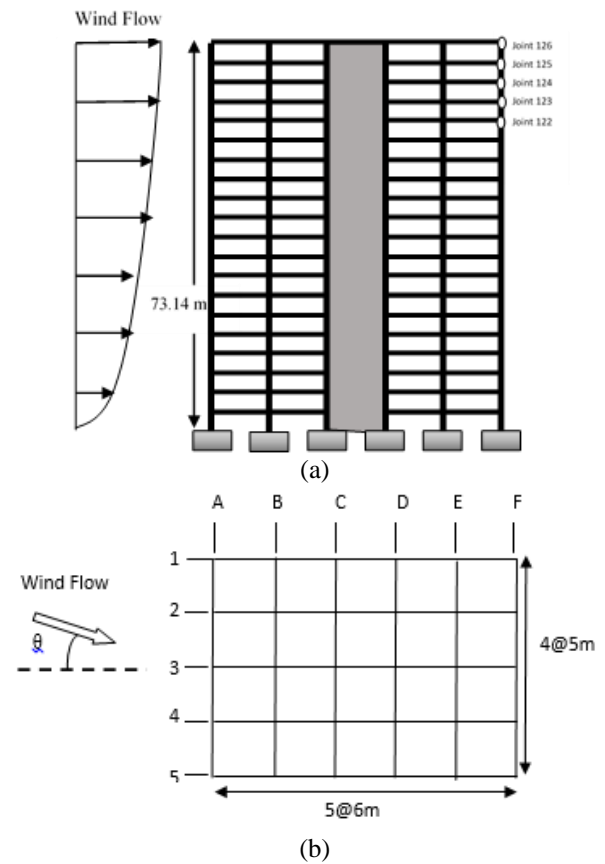 Wind Flow
Joint 126
Joint 125
Joint 124
Joint 123
Joint 122
73.14 m
(a)
A B C D E F
1
Wind Flow
2
θ
4@5m
3
4
5
5@6m
(b)